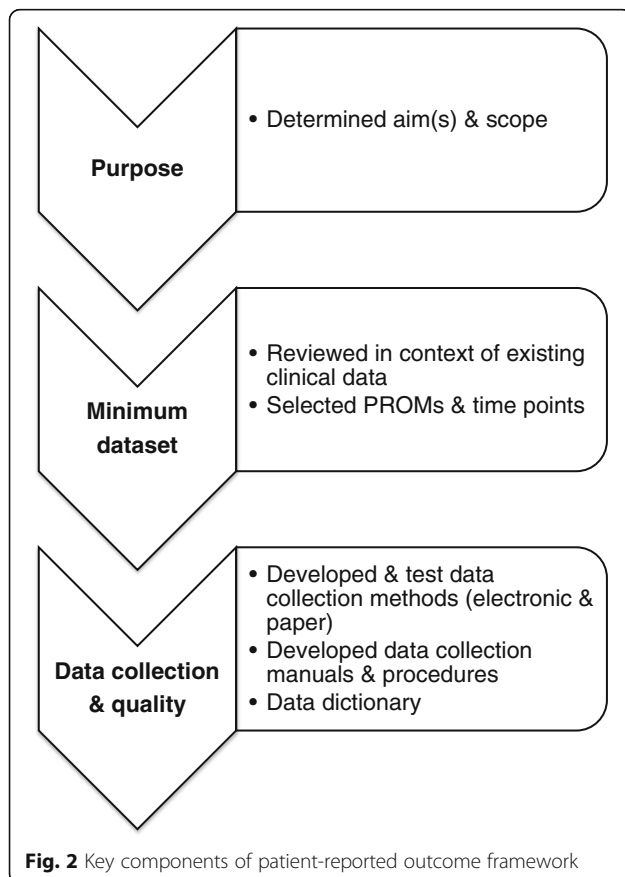 Purpose
• Determined aim(s) & scope
Minimum
dataset
• Reviewed in context of existing
clinical data
• Selected PROMs & time points
Data collection
& quality
• Developed & test data
collection methods (electronic &
paper)
• Developed data collection
manuals & procedures
• Data dictionary
Fig. 2 Key components of patient-reported outcome framework